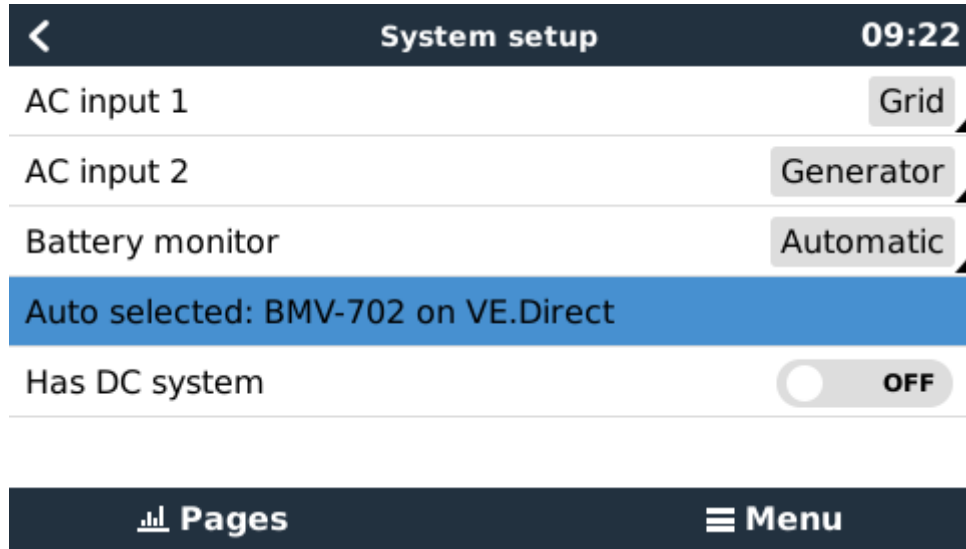 System setup 09:22
AC input 1 Grid
AC input 2 Generator
Battery monitor Automatic
Auto selected: BMV-702 on VE.Direct
Has DC system OFF
Pages Menu